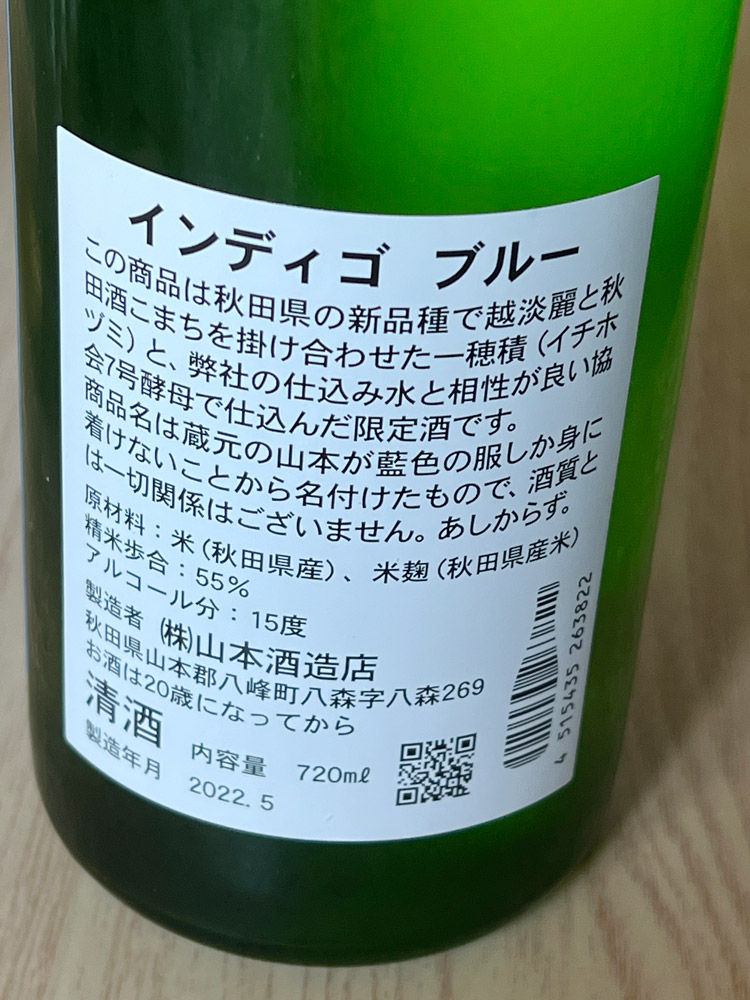 インディゴ ブルー
この商品は秋田県の新品種で越淡麗と秋
田酒こまちを掛け合わせた一穂積（イチホ
ヅミ）と、弊社の仕込み水と相性が良い協
会7号酵母で仕込んだ限定酒です。
商品名は蔵元の山本が藍色の服しか身に
着けないことから名付けたもので、酒質と
は一切関係はございません。あしからず。
原材料：米（秋田県産）、米麹（秋田県産米）
精米歩合：55%
アルコール分：15度
製造者 ㈱山本酒造店
秋田県山本郡八峰町八森字八森269
お酒は20歳になってから
清酒 内容量 720mℓ
製造年月 2022.5
4 515435 263822